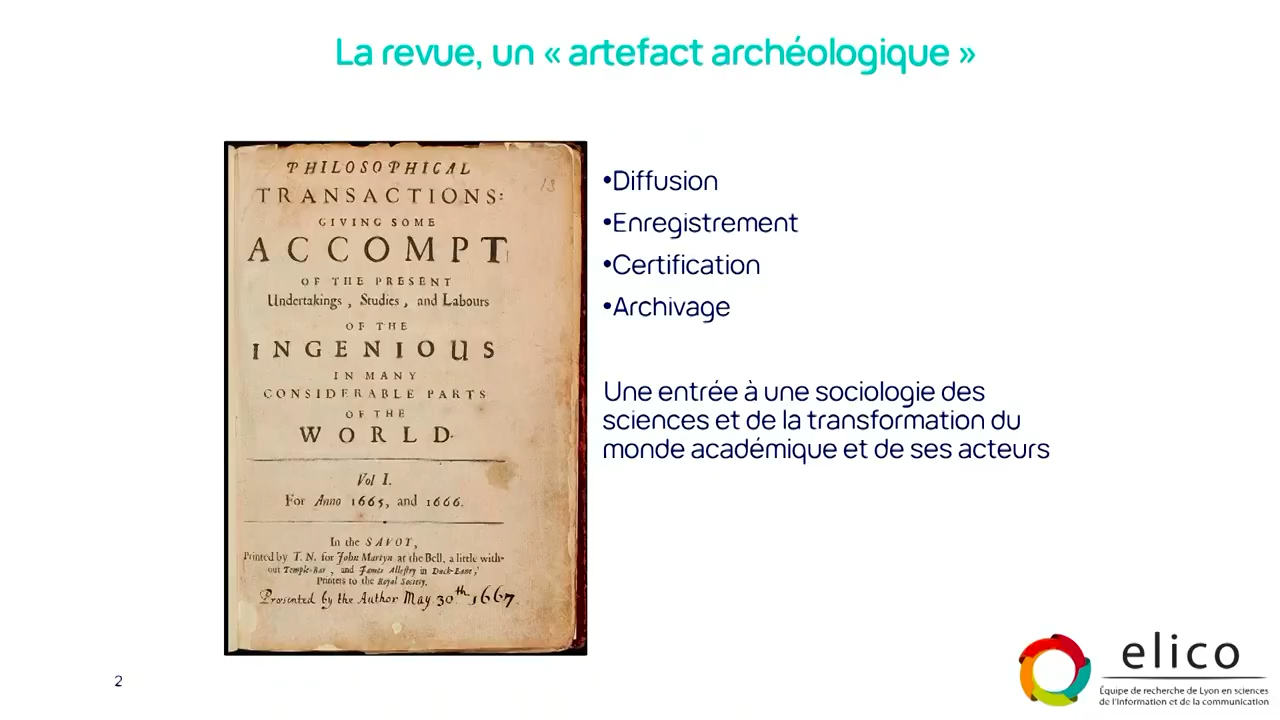 La revue, un « artefact archéologique »
PHILOSOPHICAL
TRANSACTIONS:
GIVING SOME
ACCOMPT
OF THE PRESENT
Undertakings, Studies, and Labours
OF THE
INGENIOUS
IN MANY
CONSIDERABLE PARTS
OF THE
WORLD.
Vol I.
For Anno 1665, and 1666.
In the SAVOY,
Printed by T. N. for John Martyn at the Bell, a little with-
out Temple-Bar, and James Allestry in Duck-Lane,
Printers to the Royal Society.
Presented by the Author May 30th 1667.
13
•Diffusion
•Enregistrement
•Certification
•Archivage
Une entrée à une sociologie des
sciences et de la transformation du
monde académique et de ses acteurs
2
elico
Équipe de recherche de Lyon en sciences
de l'Information et de la communication